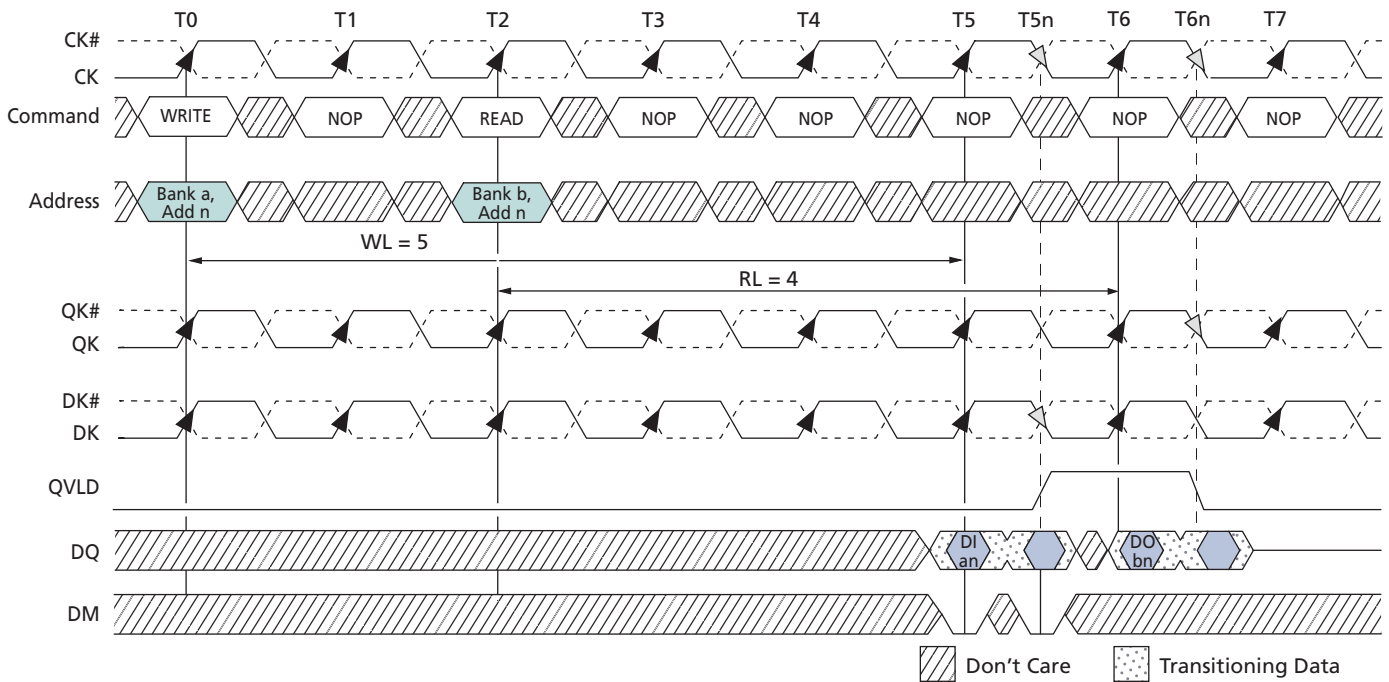 T0 T1 T2 T3 T4 T5 T5n T6 T6n T7
CK#
CK
Command WRITE NOP READ NOP NOP NOP NOP NOP
Address Bank a, Add n Bank b, Add n
WL = 5
RL = 4
QK#
QK
DK#
DK
QVLD
DQ DI an DO bn
DM
Don't Care Transitioning Data